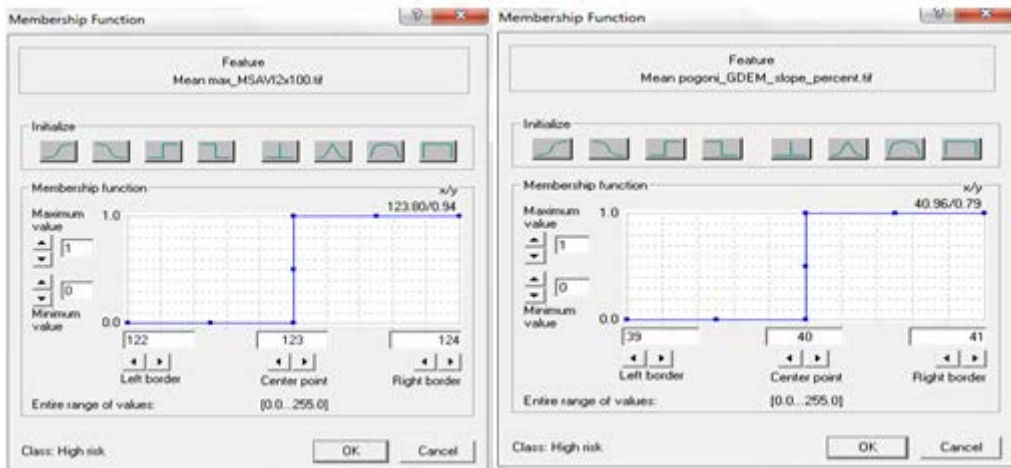 Membership Function
Feature
Mean max_MSAVI2x100.tif
Initialize
Membership function
x/y
123.80/0.94
Maximum value
1.0
1
0
Minimum value
0.0
122
123
124
Left border
Center point
Right border
Entire range of values:
[0.0...255.0]
Class: High risk
OK
Cancel
Membership Function
Feature
Mean pogoni_GDEM_slope_percent.tif
Initialize
Membership function
x/y
40.96/0.79
Maximum value
1.0
1
0
Minimum value
0.0
39
40
41
Left border
Center point
Right border
Entire range of values:
[0.0...255.0]
Class: High risk
OK
Cancel